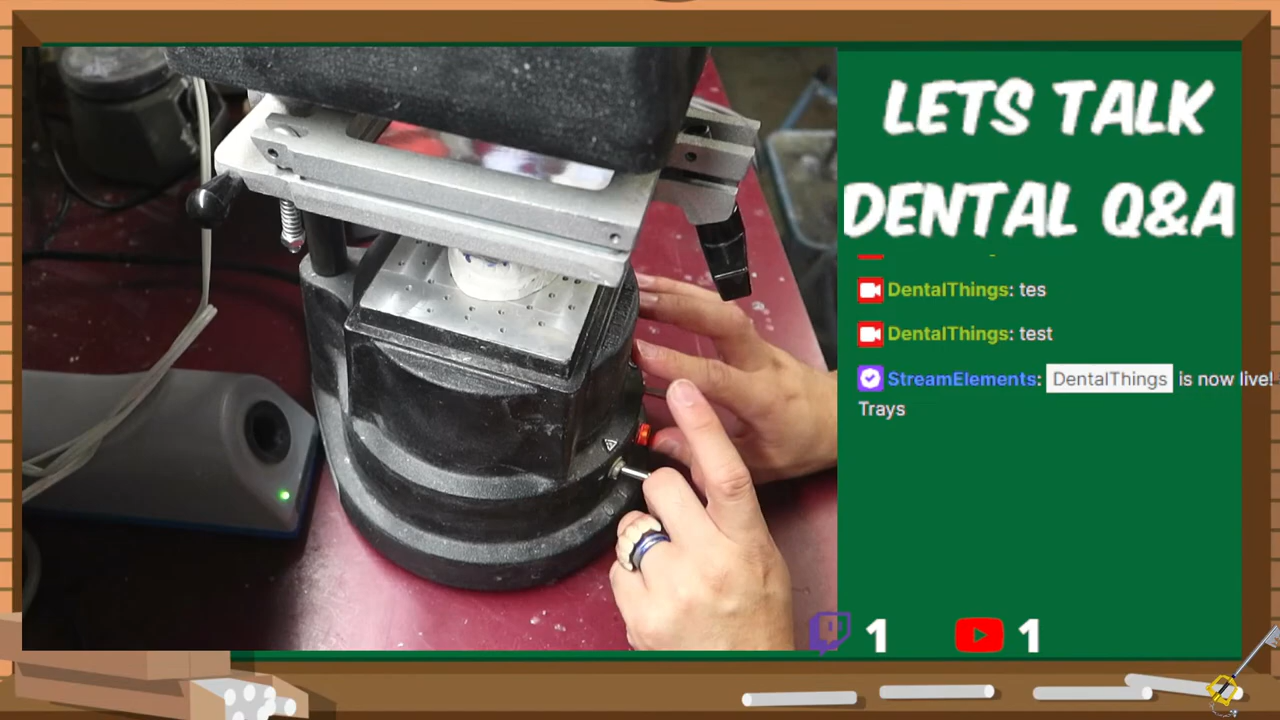 LETS TALK
DENTAL Q&A
DentalThings: tes
DentalThings: test
StreamElements: DentalThings is now live!
Trays
1
1